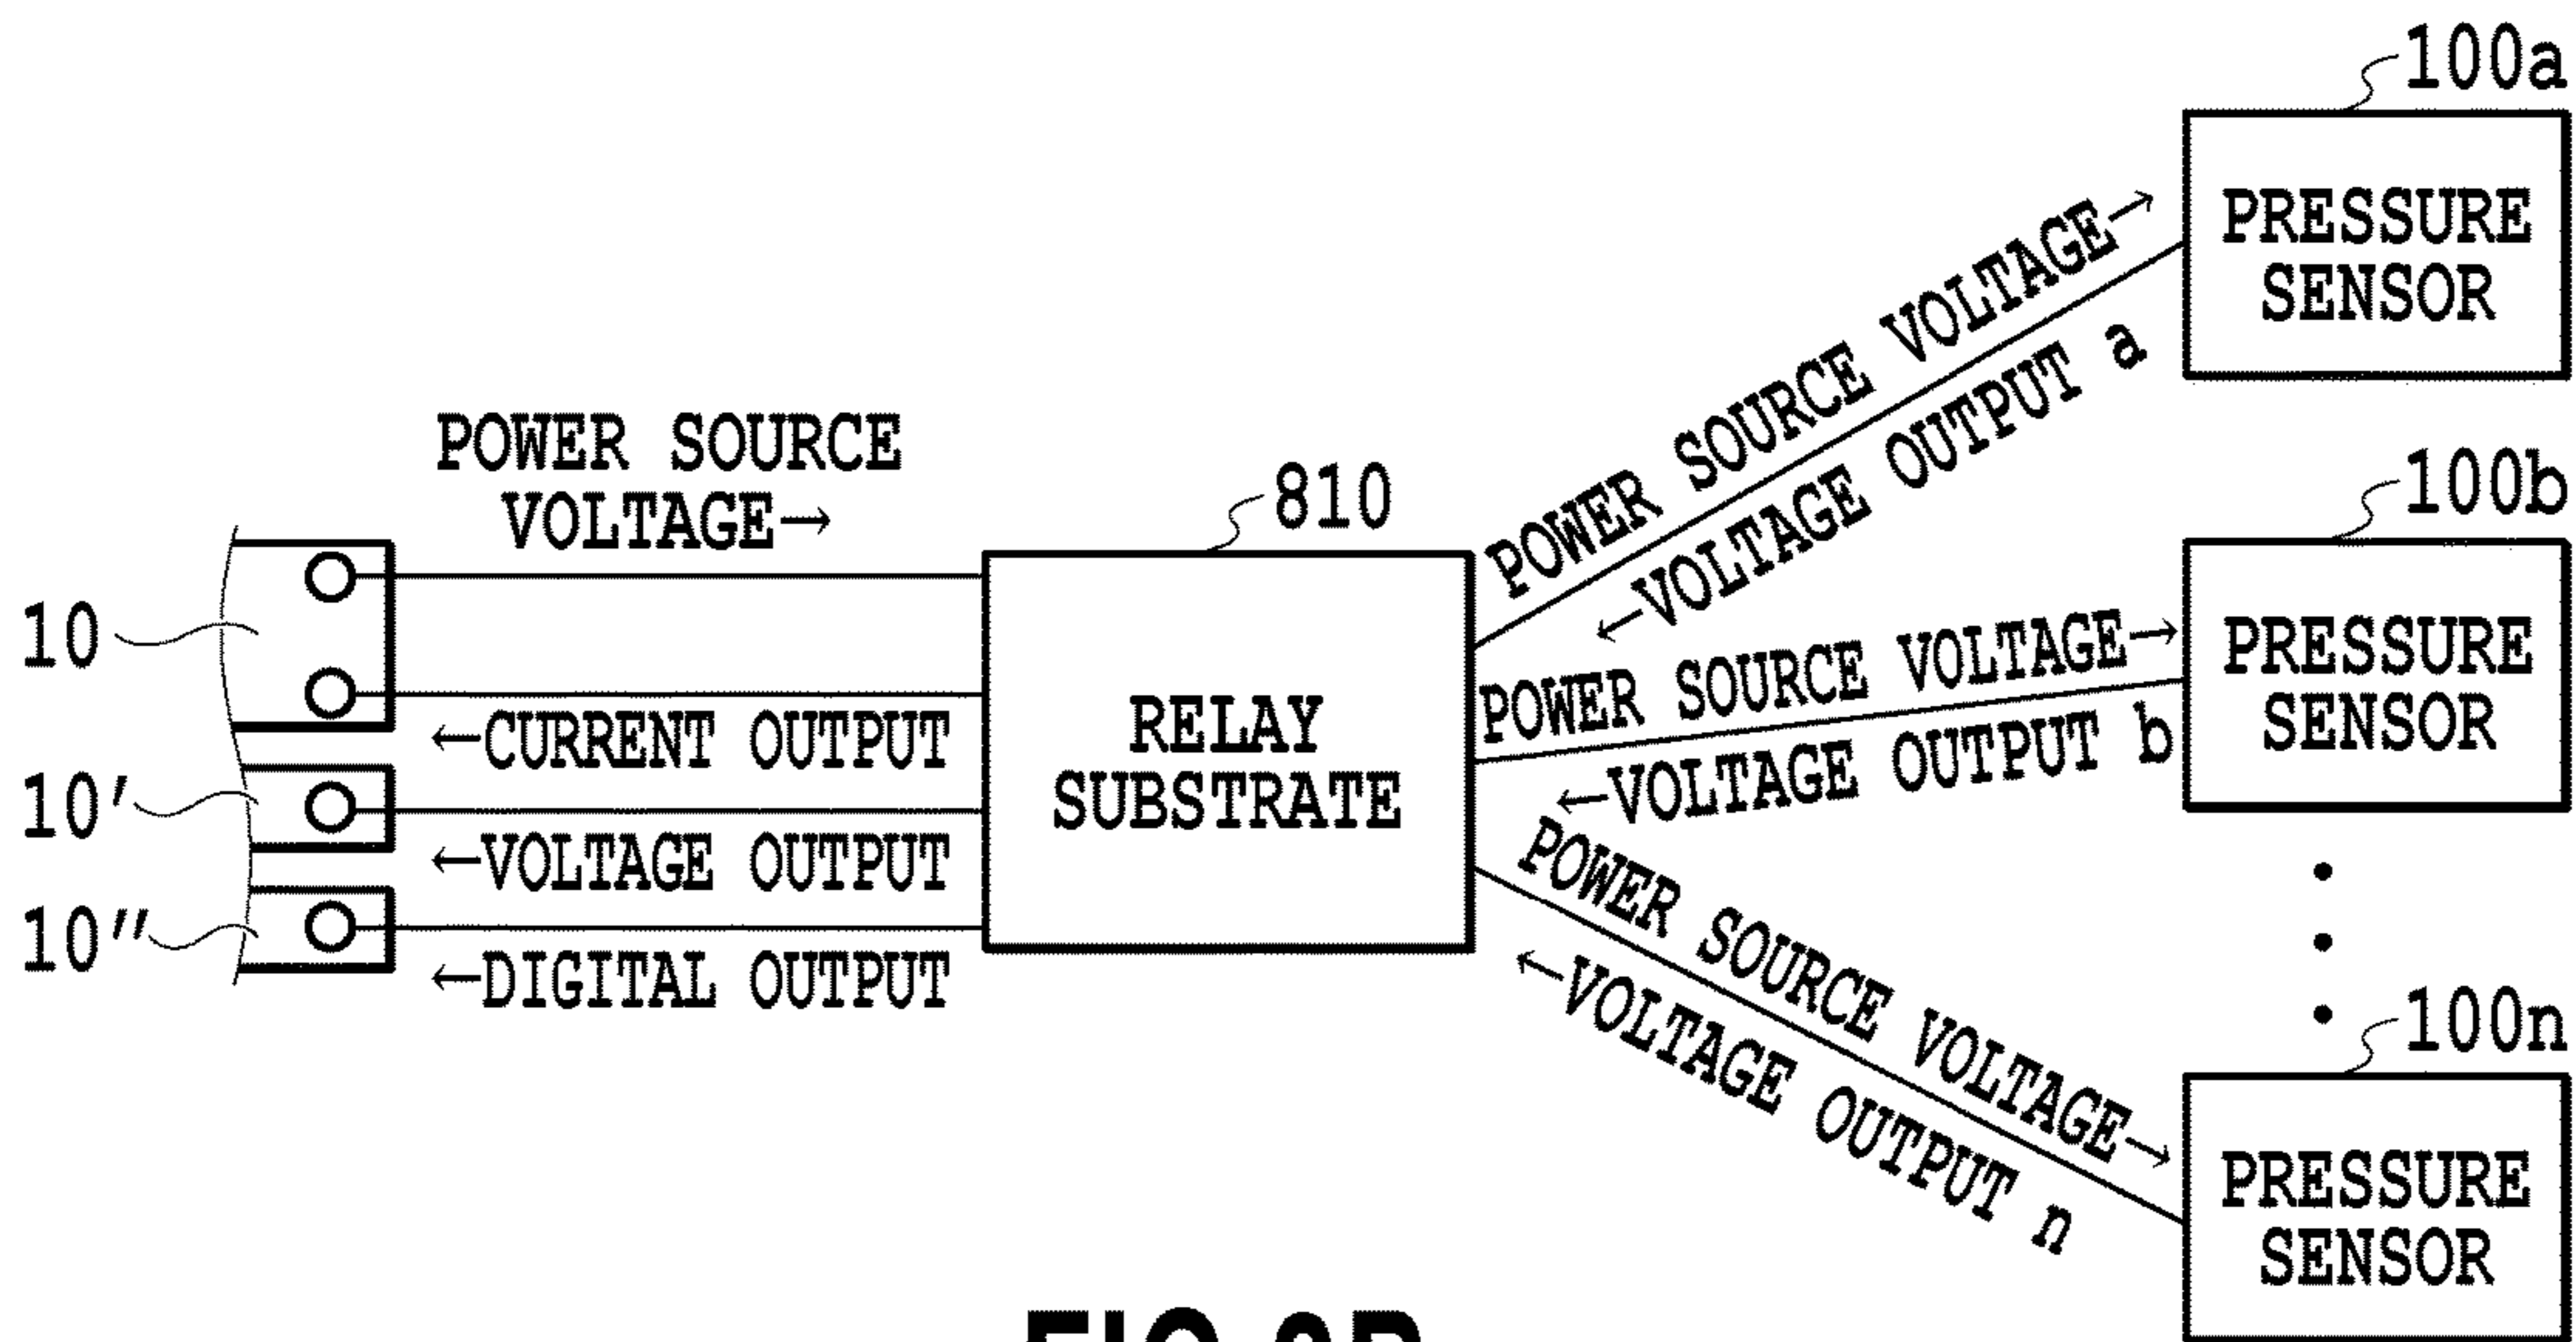 100a
PRESSURE
SENSOR
POWER SOURCE VOLTAGE→
←VOLTAGE OUTPUT a
POWER SOURCE
VOLTAGE→
810
100b
10
RELAY
SUBSTRATE
←CURRENT OUTPUT
POWER SOURCE VOLTAGE→
←VOLTAGE OUTPUT b
PRESSURE
SENSOR
10'
←VOLTAGE OUTPUT
10"
←DIGITAL OUTPUT
POWER SOURCE VOLTAGE→
←VOLTAGE OUTPUT n
100n
PRESSURE
SENSOR